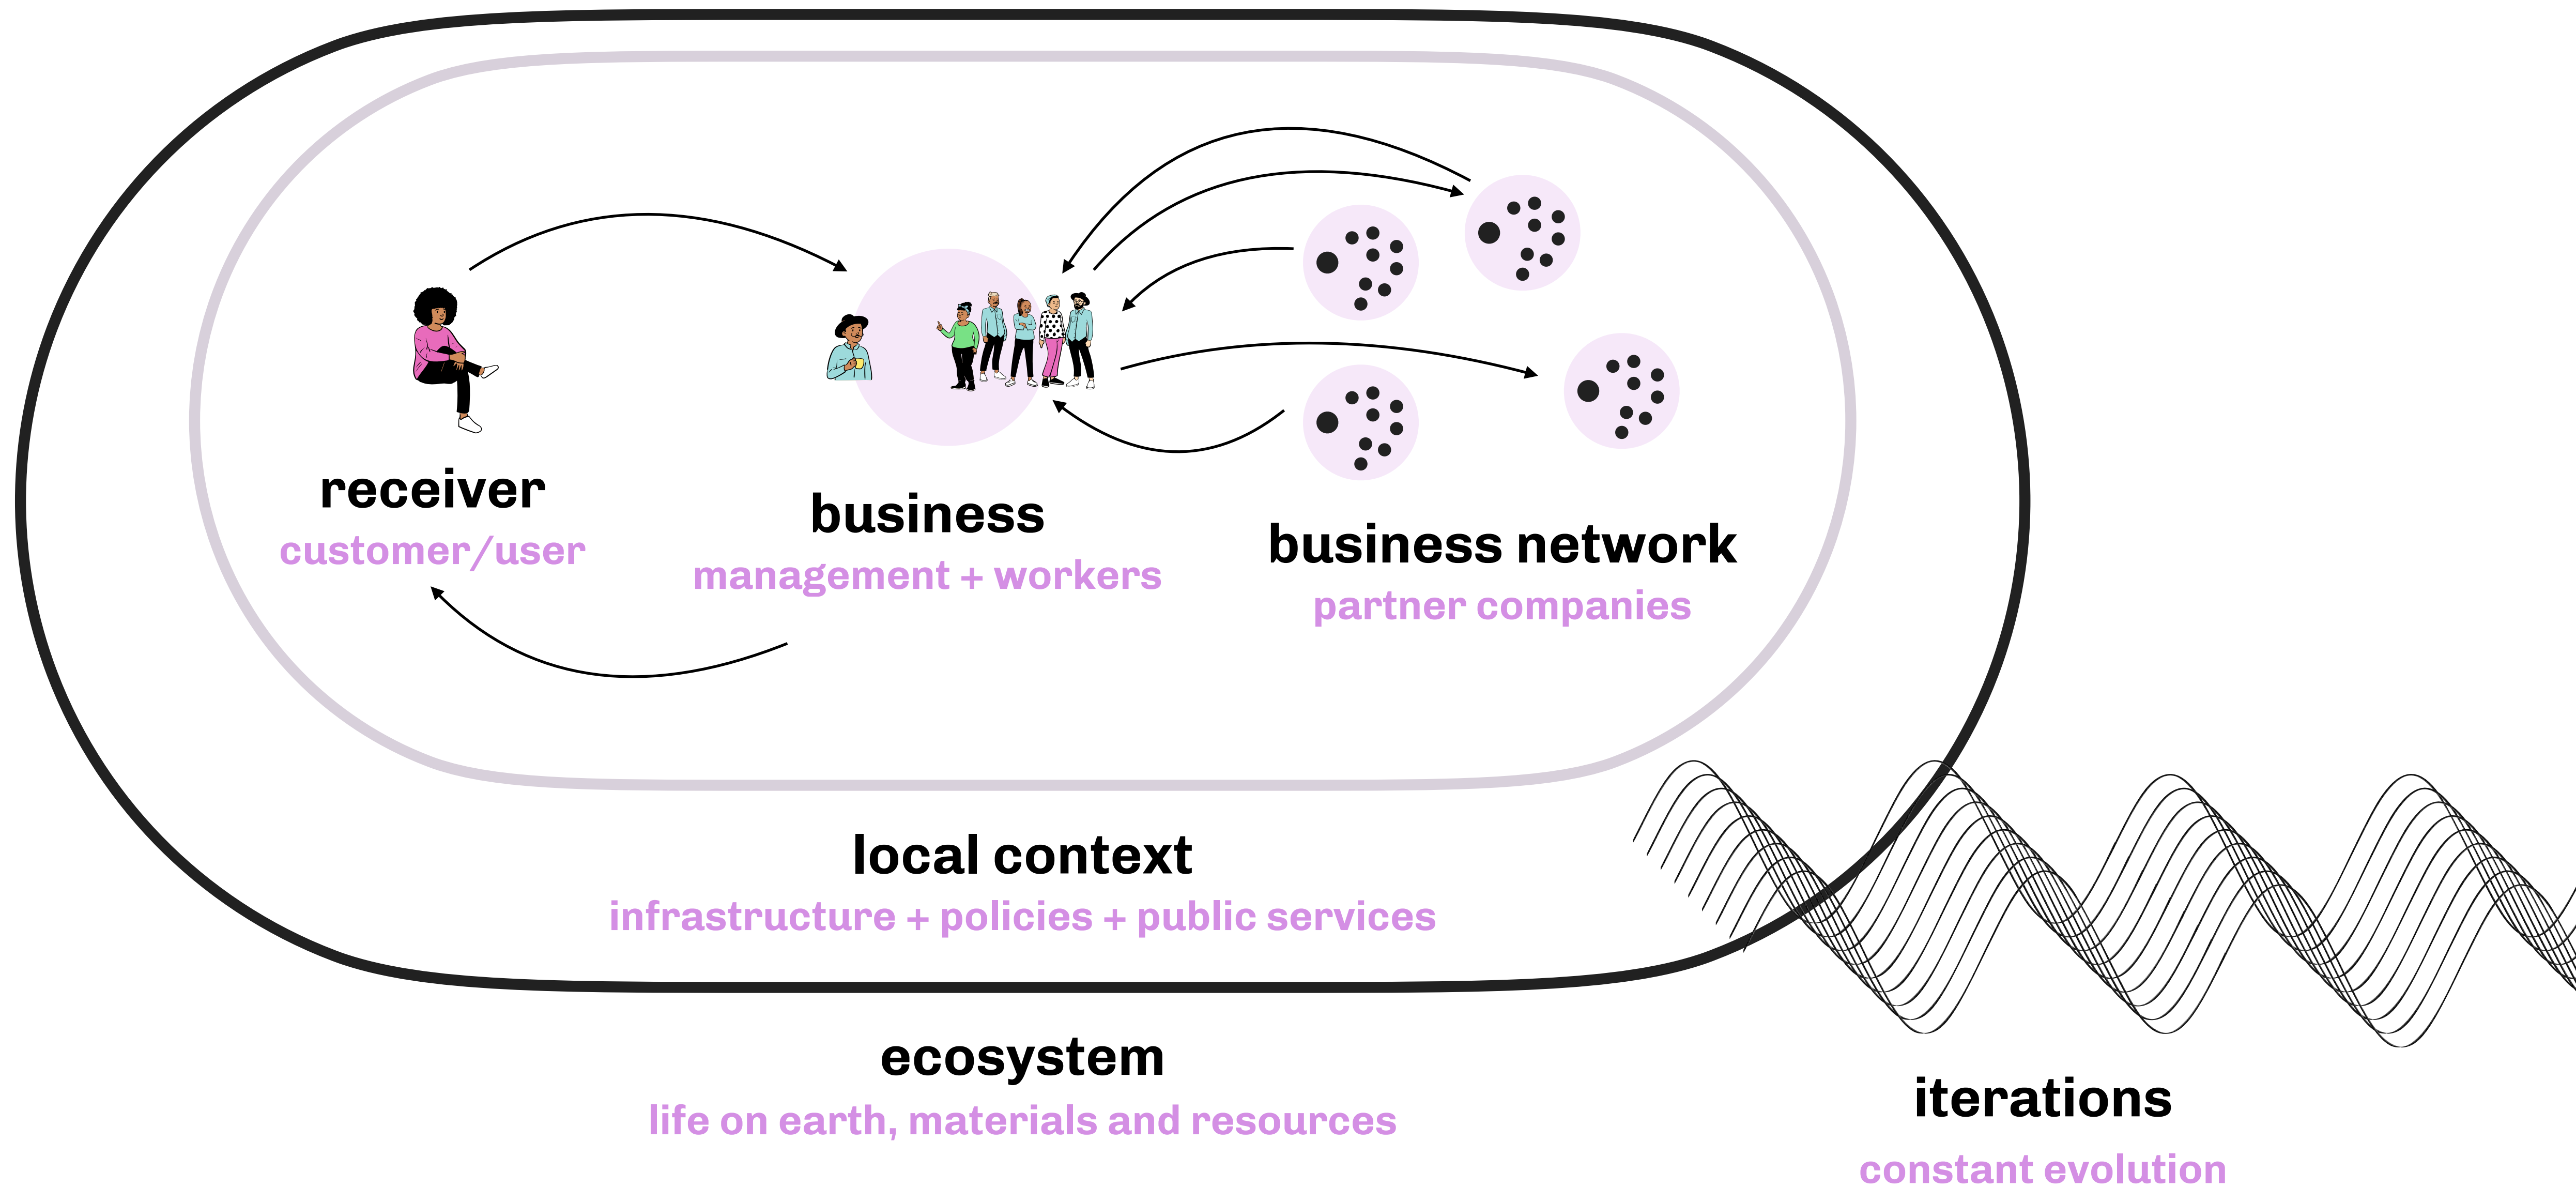 receiver
customer/user
business
management + workers
business network
partner companies
local context
infrastructure + policies + public services
ecosystem
life on earth, materials and resources
iterations
constant evolution